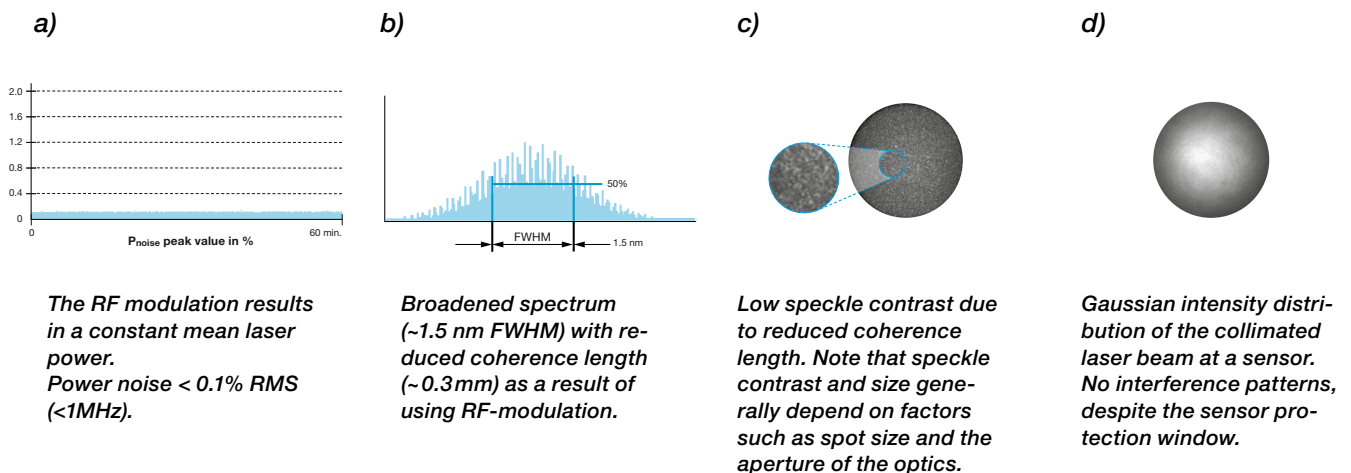 a)
2.0
1.6
1.2
0.8
0.4
0
0
60 min.
Pnoise peak value in %
The RF modulation results
in a constant mean laser
power.
Power noise < 0.1% RMS
(<1MHz).
b)
50%
FWHM
1.5 nm
Broadened spectrum
(~1.5 nm FWHM) with re-
duced coherence length
(~0.3mm) as a result of
using RF-modulation.
c)
Low speckle contrast due
to reduced coherence
length. Note that speckle
contrast and size gene-
rally depend on factors
such as spot size and the
aperture of the optics.
d)
Gaussian intensity distri-
bution of the collimated
laser beam at a sensor.
No interference patterns,
despite the sensor pro-
tection window.